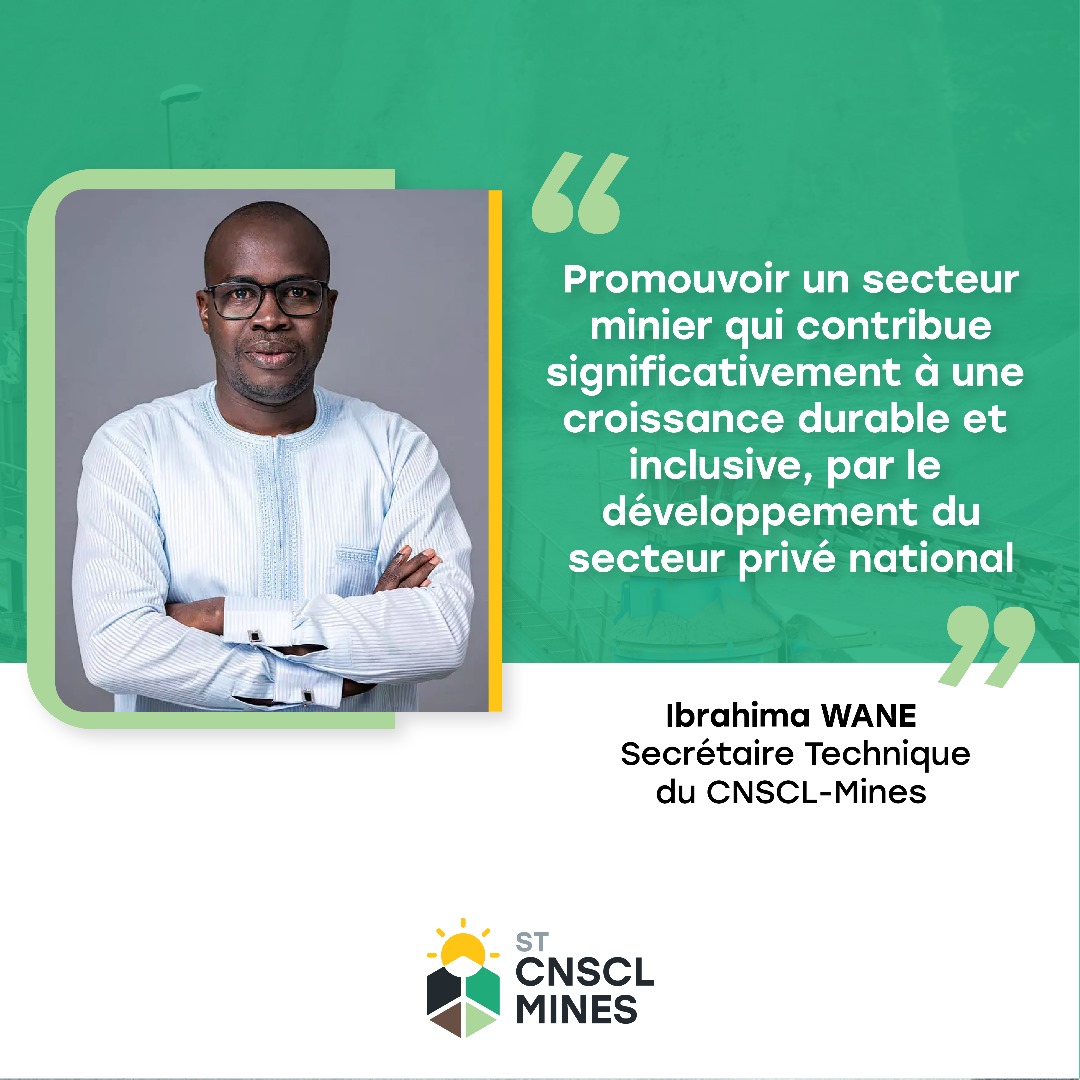 “
Promouvoir un secteur
minier qui contribue
significativement à une
croissance durable et
inclusive, par le
développement du
secteur privé national
”
Ibrahima WANE
Secrétaire Technique
du CNSCL-Mines
ST
CNSCL
MINES